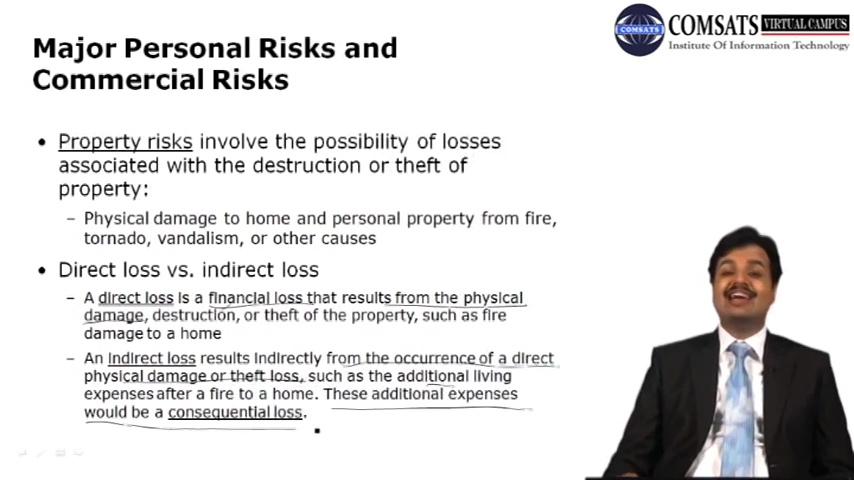 Major Personal Risks and
Commercial Risks
COMSATS
COMSATS VIRTUAL CAMPUS
Institute Of Information Technology
• Property risks involve the possibility of losses
associated with the destruction or theft of
property:
– Physical damage to home and personal property from fire,
tornado, vandalism, or other causes
• Direct loss vs. indirect loss
– A direct loss is a financial loss that results from the physical
damage, destruction, or theft of the property, such as fire
damage to a home
– An indirect loss results indirectly from the occurrence of a direct
physical damage or theft loss, such as the additional living
expenses after a fire to a home. These additional expenses
would be a consequential loss.